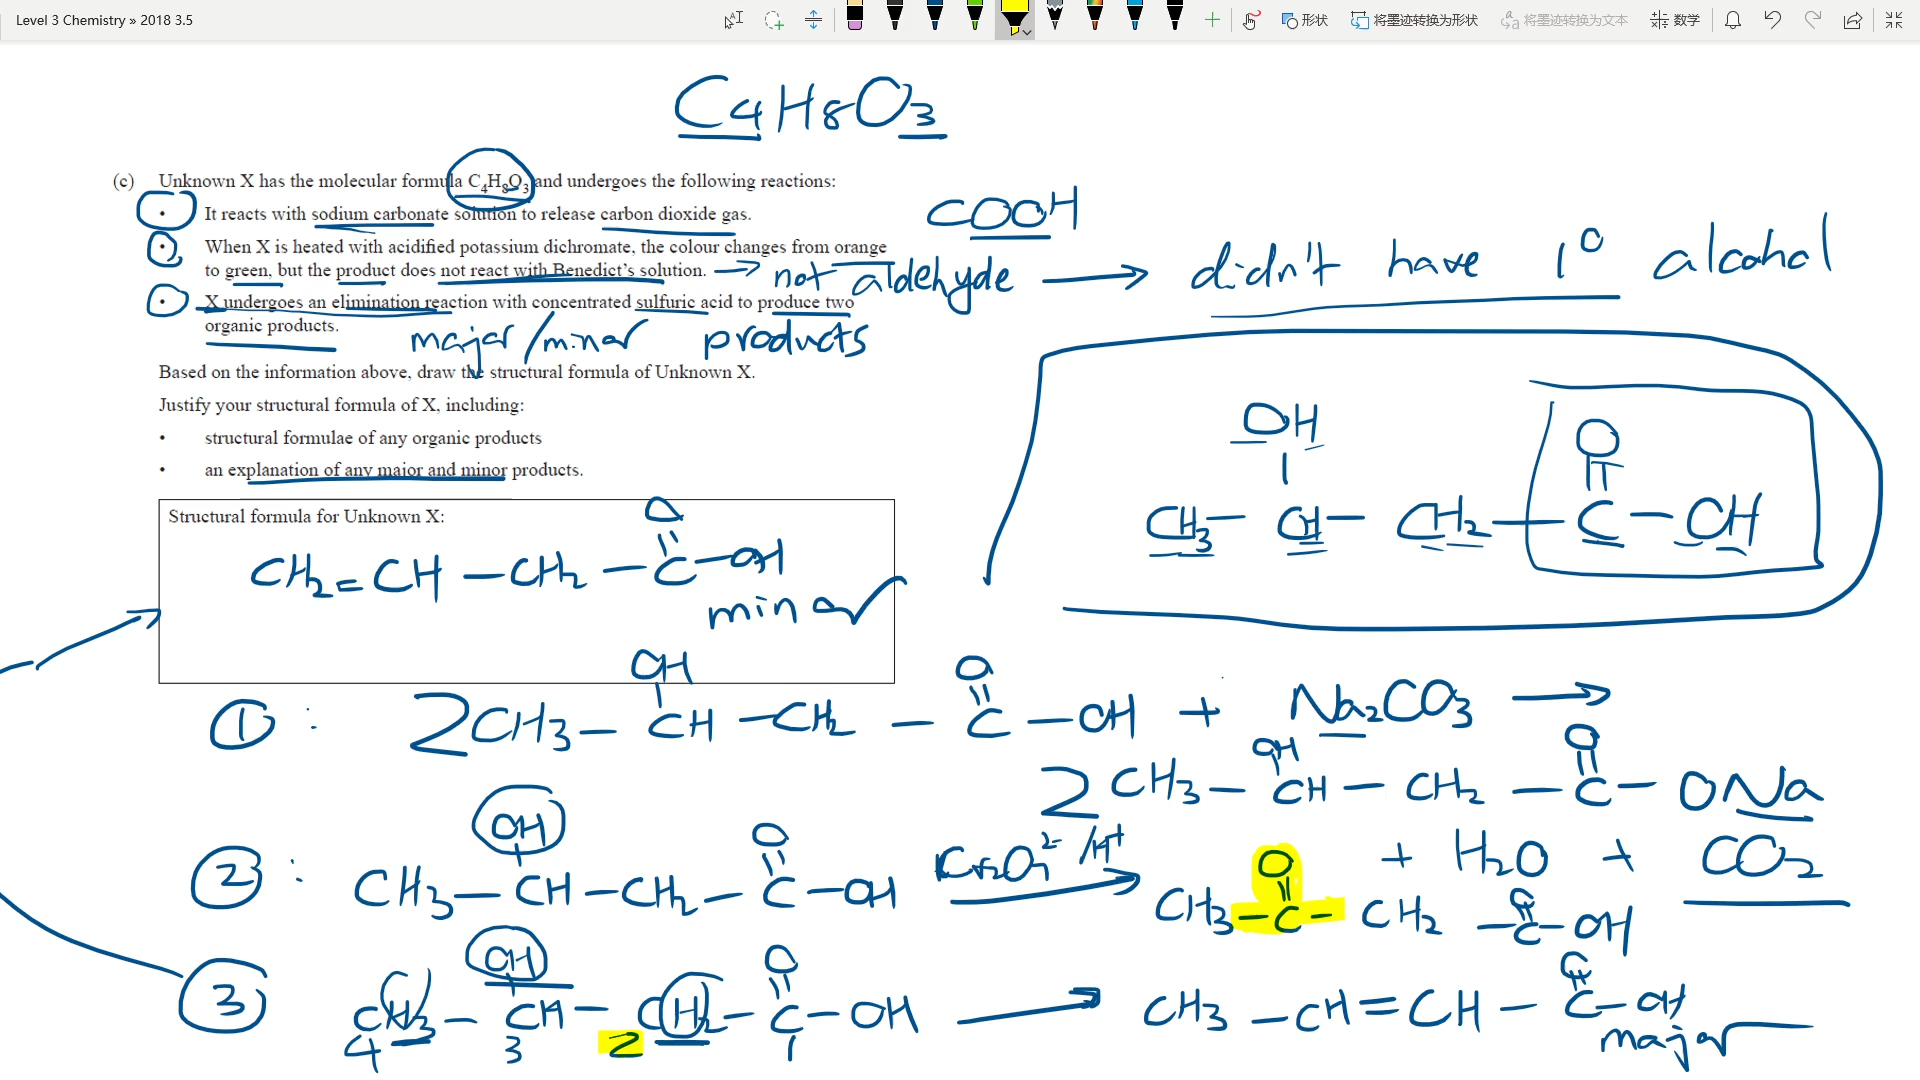 Level 3 Chemistry » 2018 3.5
形状
将墨迹转换为形状
将墨迹转换为文本
数学
C4H8O3
(c) Unknown X has the molecular formula C4H8O3 and undergoes the following reactions:
• It reacts with sodium carbonate solution to release carbon dioxide gas.
COOH
• When X is heated with acidified potassium dichromate, the colour changes from orange
to green, but the product does not react with Benedict's solution.
→ not aldehyde → didn't have 1° alcohol
• X undergoes an elimination reaction with concentrated sulfuric acid to produce two
organic products.
major/minor products
Based on the information above, draw the structural formula of Unknown X.
Justify your structural formula of X, including:
• structural formulae of any organic products
• an explanation of any major and minor products.
OH O
CH3 — CH — CH2 — C — OH
Structural formula for Unknown X:
O
CH2 = CH — CH2 — C — OH
minor
OH O
① : 2CH3 — CH — CH2 — C — OH + Na2CO3 →
OH O
2 CH3 — CH — CH2 — C — ONa
+ H2O + CO2
OH O
② : CH3 — CH — CH2 — C — OH
Cr2O7 2- /H+
O O
CH3 — C — CH2 — C — OH
OH O
③ CH3 — CH — CH2 — C — OH →
4 3 2 1
O
CH3 — CH = CH — C — OH
major